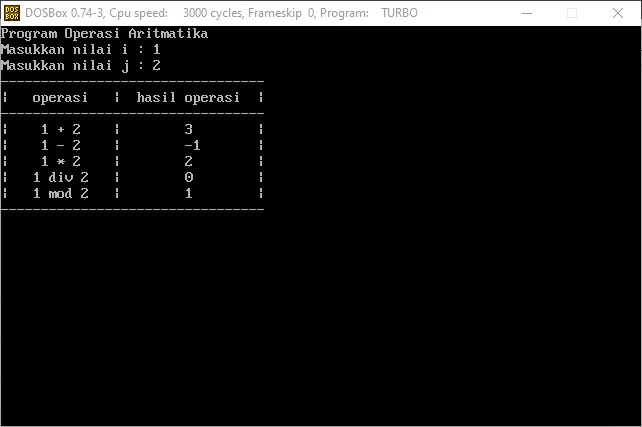 DOSBox 0.74-3, Cpu speed: 3000 cycles, Frameskip 0, Program: TURBO
Program Operasi Aritmatika
Masukkan nilai i : 1
Masukkan nilai j : 2
---------------------------------
¦   operasi   ¦  hasil operasi  ¦
---------------------------------
¦    1 + 2    ¦        3        ¦
¦    1 - 2    ¦        -1       ¦
¦    1 * 2    ¦        2        ¦
¦   1 div 2   ¦        0        ¦
¦   1 mod 2   ¦        1        ¦
---------------------------------